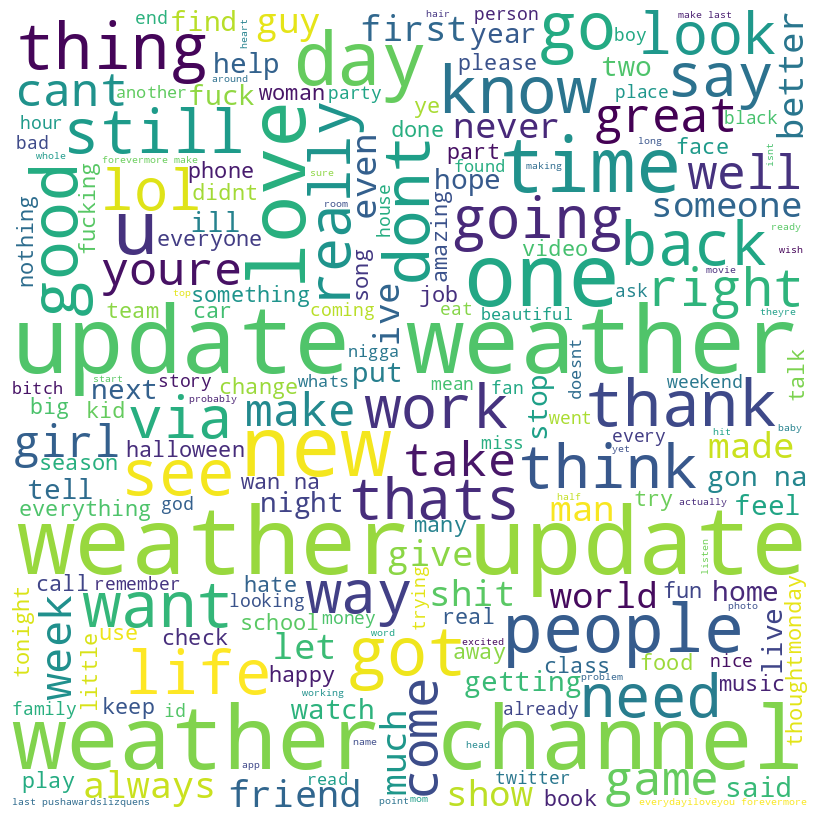 end find guy first year person go look
hair
make last
boy
thing day know say better
help please two
heart
around
cant another fuck woman party ye place great black
still love really dont never time well
hour
bad
whole
forevermore make
phone done part found long face
isnt
good lol u didnt even hope making someone
nothing fucking ill sure house amazing going
everyone room song video back ready
youre something ive job one ask movie wish right
team car coming eat beautiful theyre
top
update weather
start
nigga
bitch next story change whats put mean fan stop doesnt weekend talk
probably
big kid via make work went every hit baby thank
girl halloween new miss yet made
season see wan na take think gon na
tell night thats man try feel
everything god many half actually
weather update
listen
call remember hate give shit world fun home
week want looking way trying real people photo
tonight little use check school money let word excited away class food nice live thought monday
life happy got getting problem music
family keep id watch working come already need
weather channel
name head
app
play always read much twitter game said
friend show book
last pushawardslizquens point mom everydayiloveyou forevermore